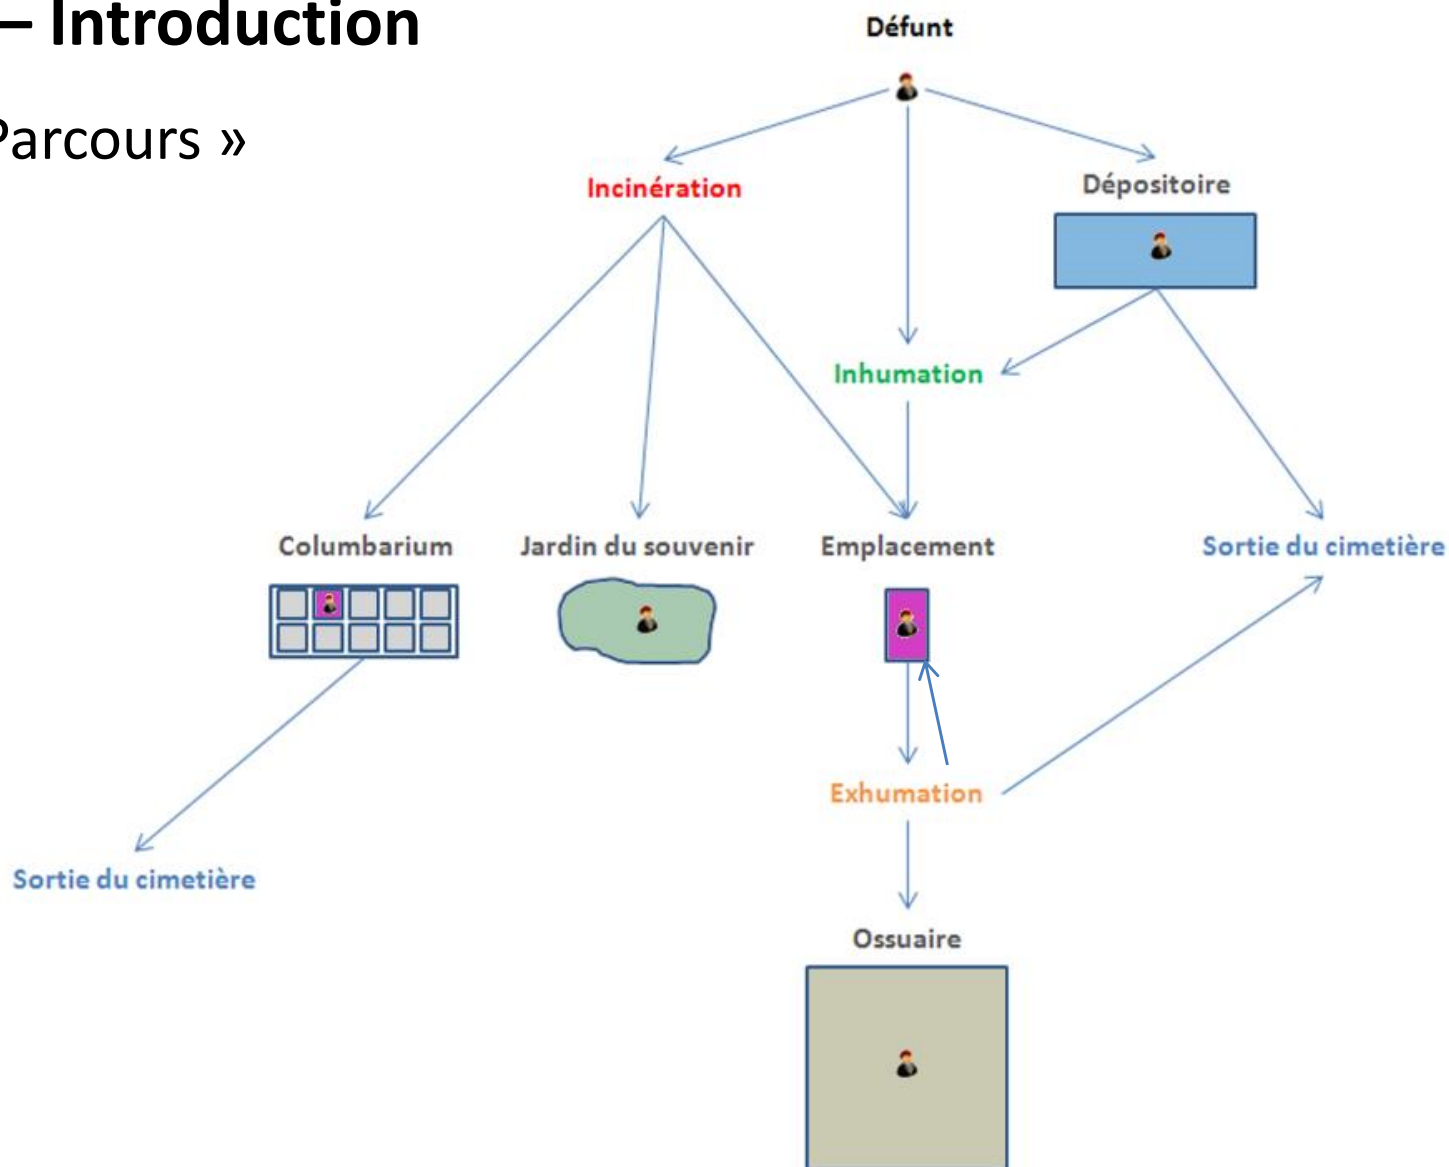 – Introduction
Parcours »
Défunt
Incinération
Dépositoire
Inhumation
Columbarium
Jardin du souvenir
Emplacement
Sortie du cimetière
Exhumation
Sortie du cimetière
Ossuaire